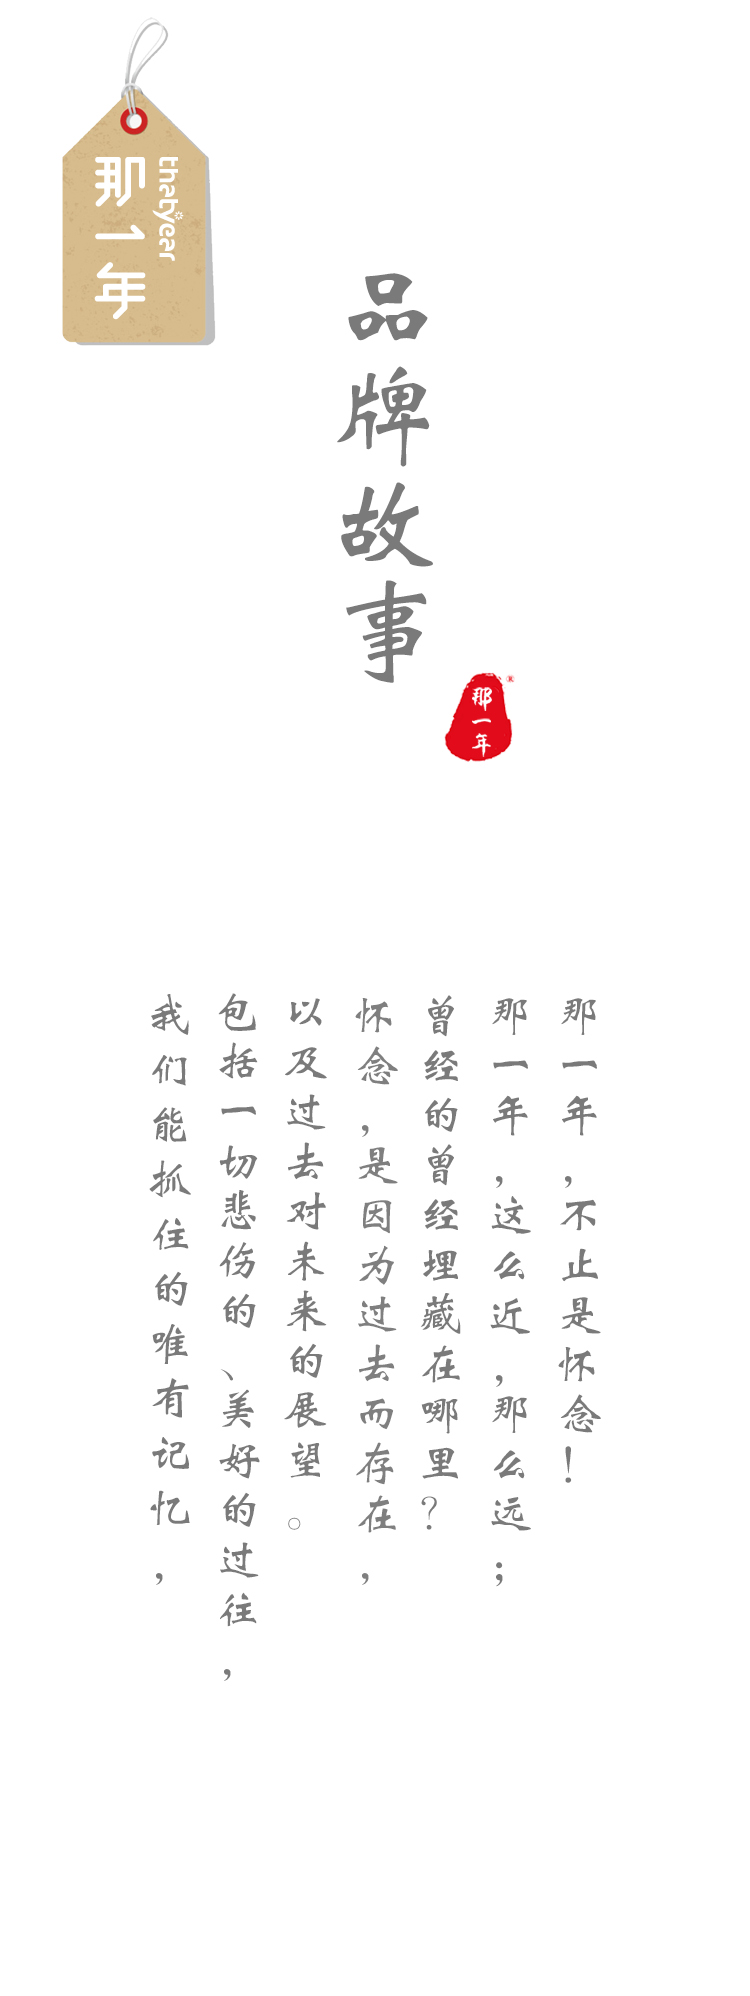 那一年
thatyear
品牌故事
那一年
®
那一年，不止是怀念！
那一年，这么近，那么远；
曾经的曾经埋藏在哪里？
怀念，是因为过去而存在，
以及过去对未来的展望。
包括一切悲伤的、美好的过往，
我们能抓住的唯有记忆，